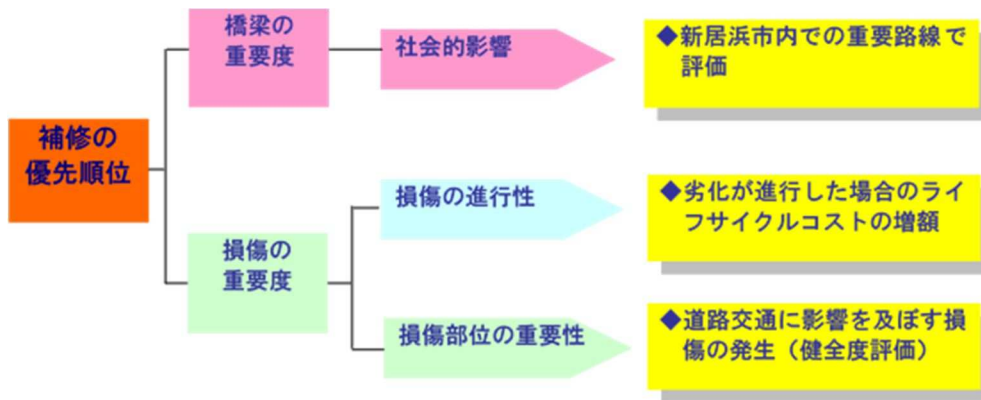 橋梁の
重要度
社会的影響
◆新居浜市内での重要路線で
評価
補修の
優先順位
損傷の
重要度
損傷の進行性
◆劣化が進行した場合のライ
フサイクルコストの増額
損傷部位の重要性
◆道路交通に影響を及ぼす損
傷の発生（健全度評価）